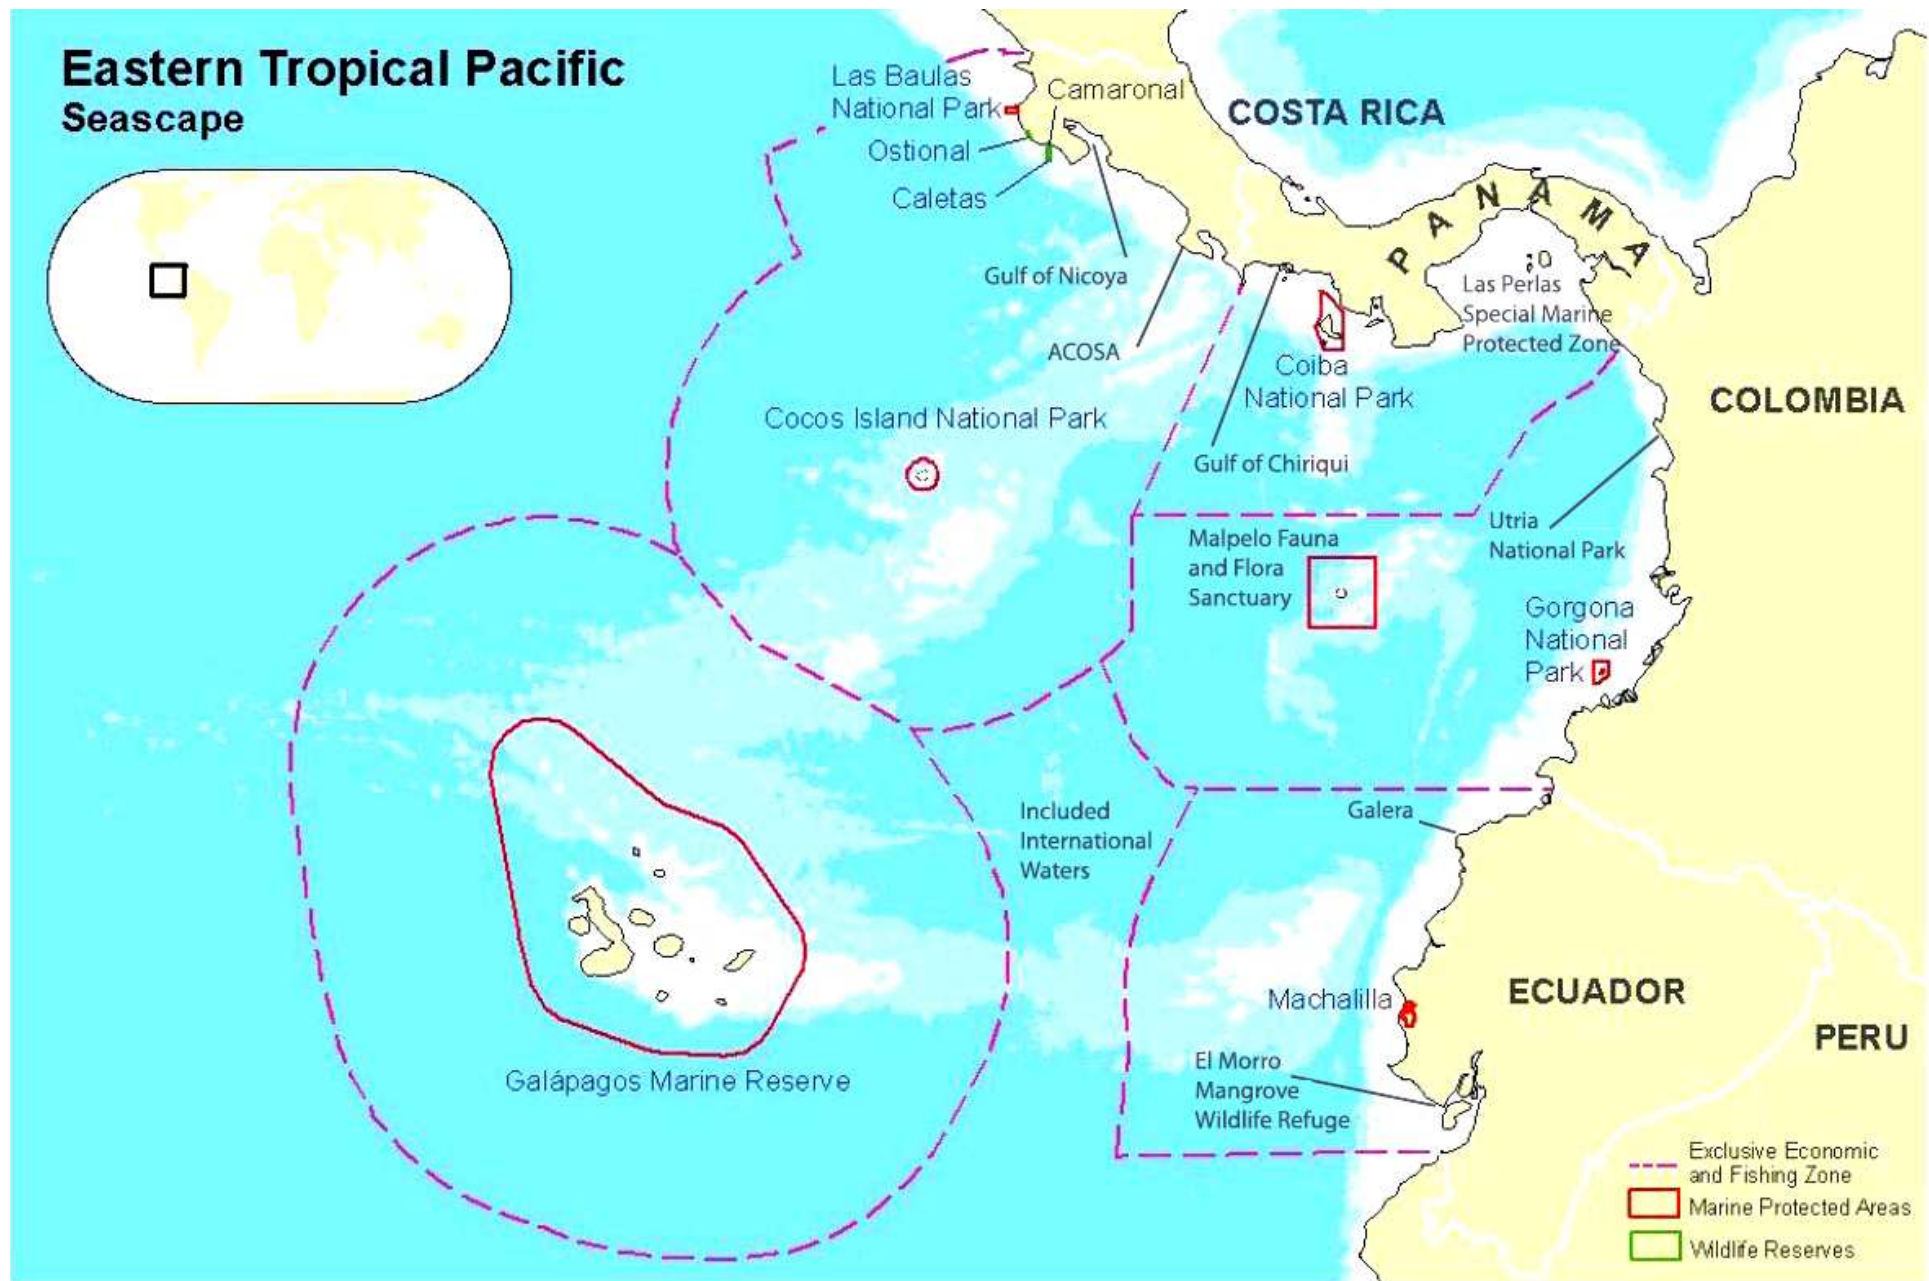 Eastern Tropical Pacific
Seascape
Las Baulas
National Park
Camaronal
Ostional
Caletas
COSTA RICA
PANAMA
Gulf of Nicoya
ACOSA
Las Perlas
Special Marine
Protected Zone
Coiba
National Park
COLOMBIA
Cocos Island National Park
Gulf of Chiriqui
Utria
National Park
Malpelo Fauna
and Flora
Sanctuary
Gorgona
National
Park
Included
International
Waters
Galera
ECUADOR
Machalilla
PERU
El Morro
Mangrove
Wildlife Refuge
Galápagos Marine Reserve
Exclusive Economic
and Fishing Zone
Marine Protected Areas
Wildlife Reserves